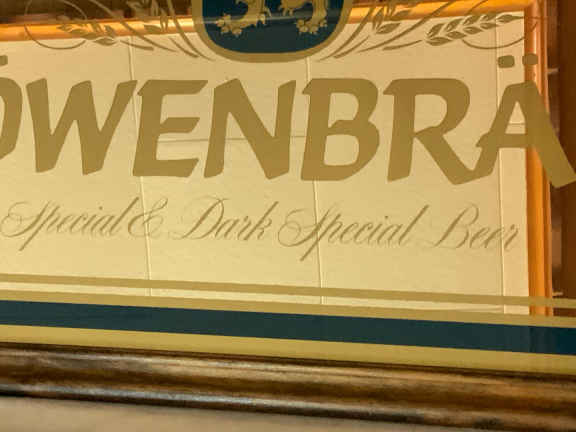 ÖWENBRÄ
Special & Dark Special Beer